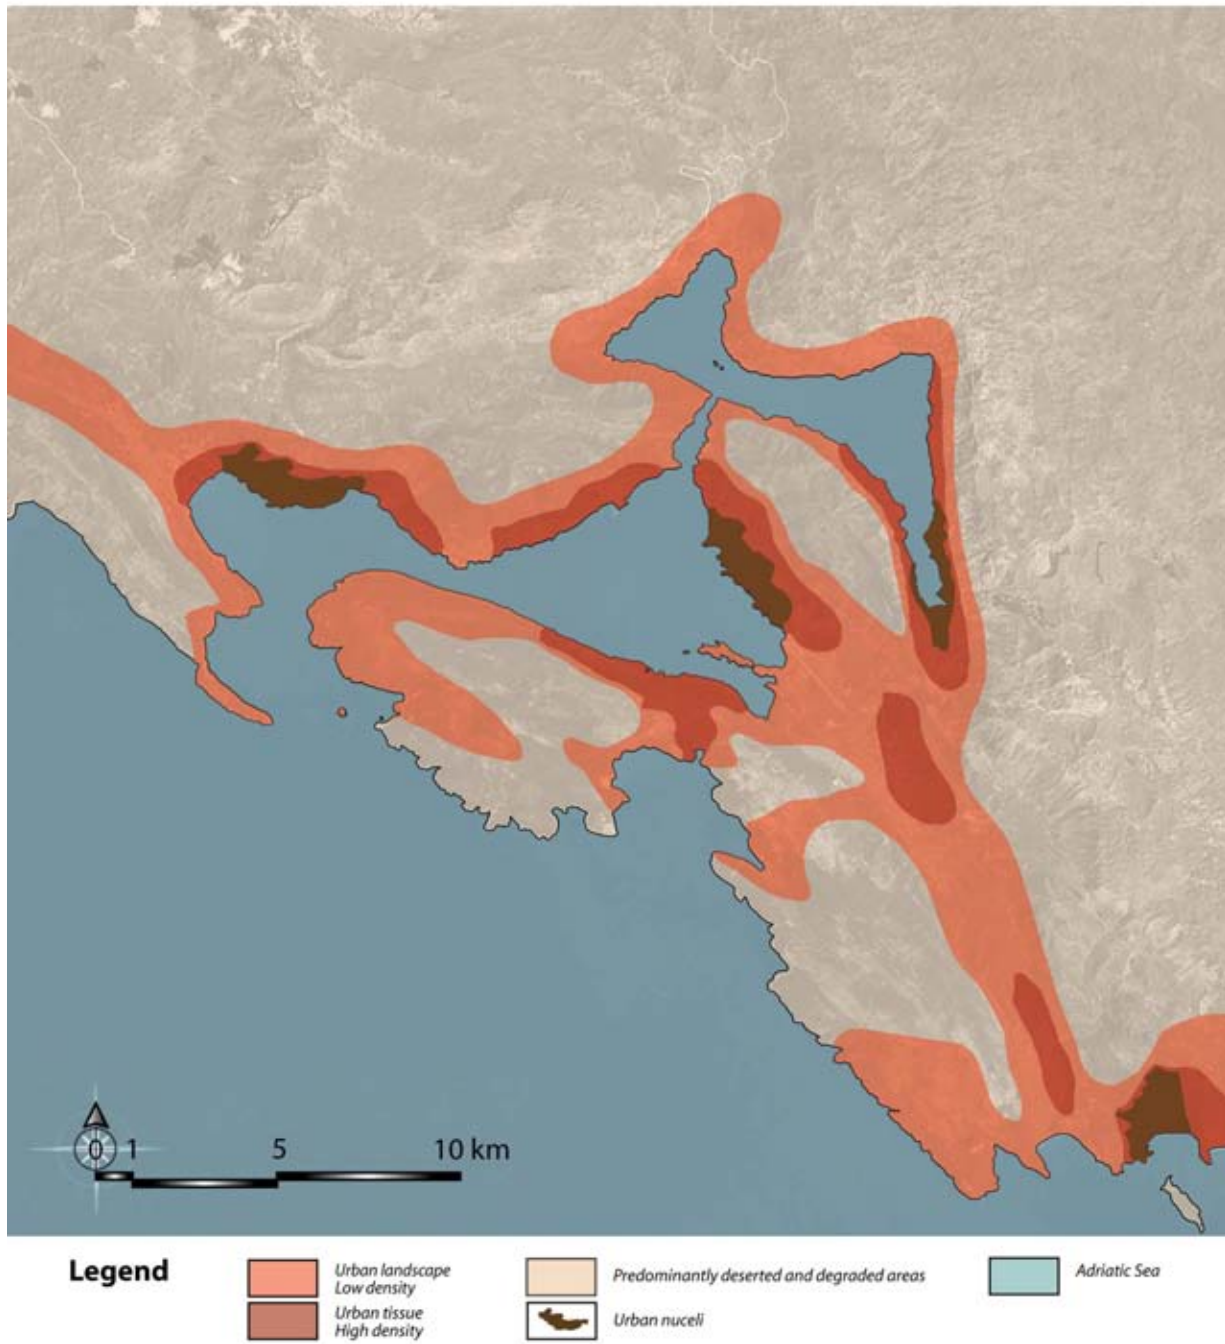 0 1 5 10 km
Legend
Urban landscape
Low density
Urban tissue
High density
Predominantly deserted and degraded areas
Urban nuceli
Adriatic Sea